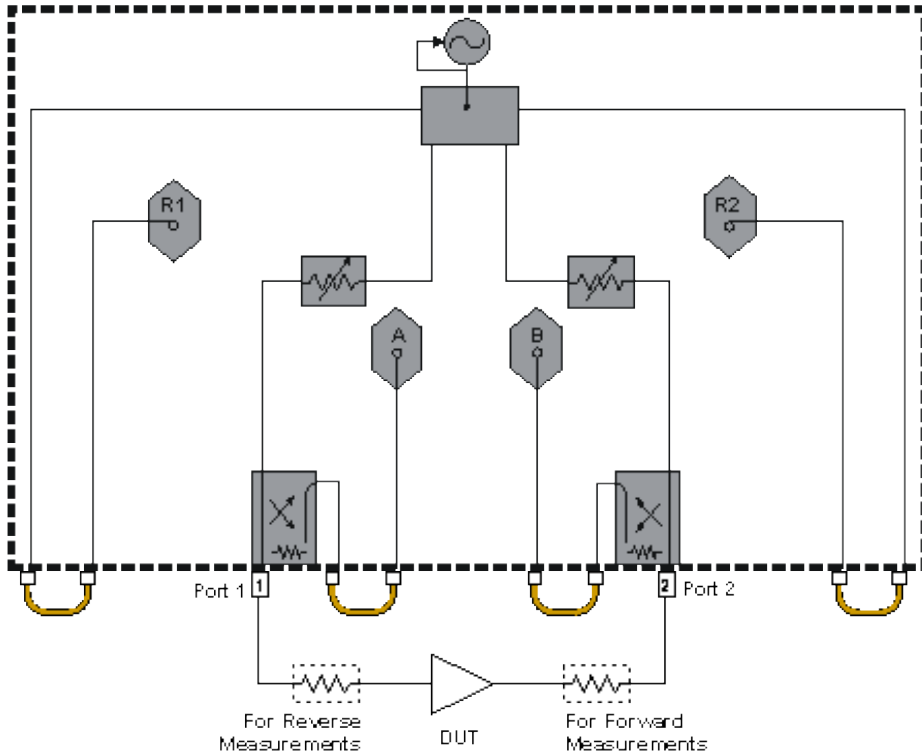 R1
R2
A
B
Port 1
1
2
Port 2
For Reverse
Measurements
DUT
For Forward
Measurements